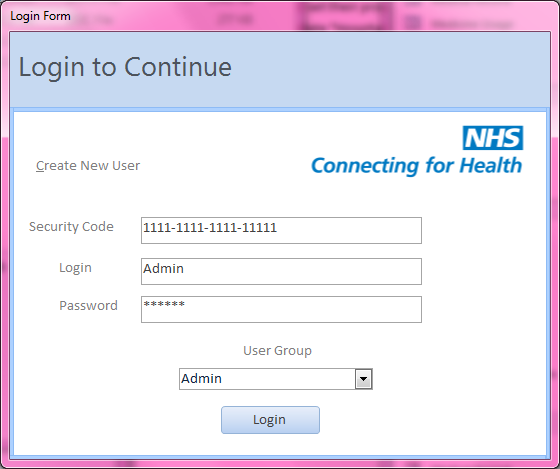 Login Form
Login to Continue
NHS
Connecting for Health
Create New User
Security Code 1111-1111-1111-11111
Login Admin
Password ******
User Group
Admin
Login